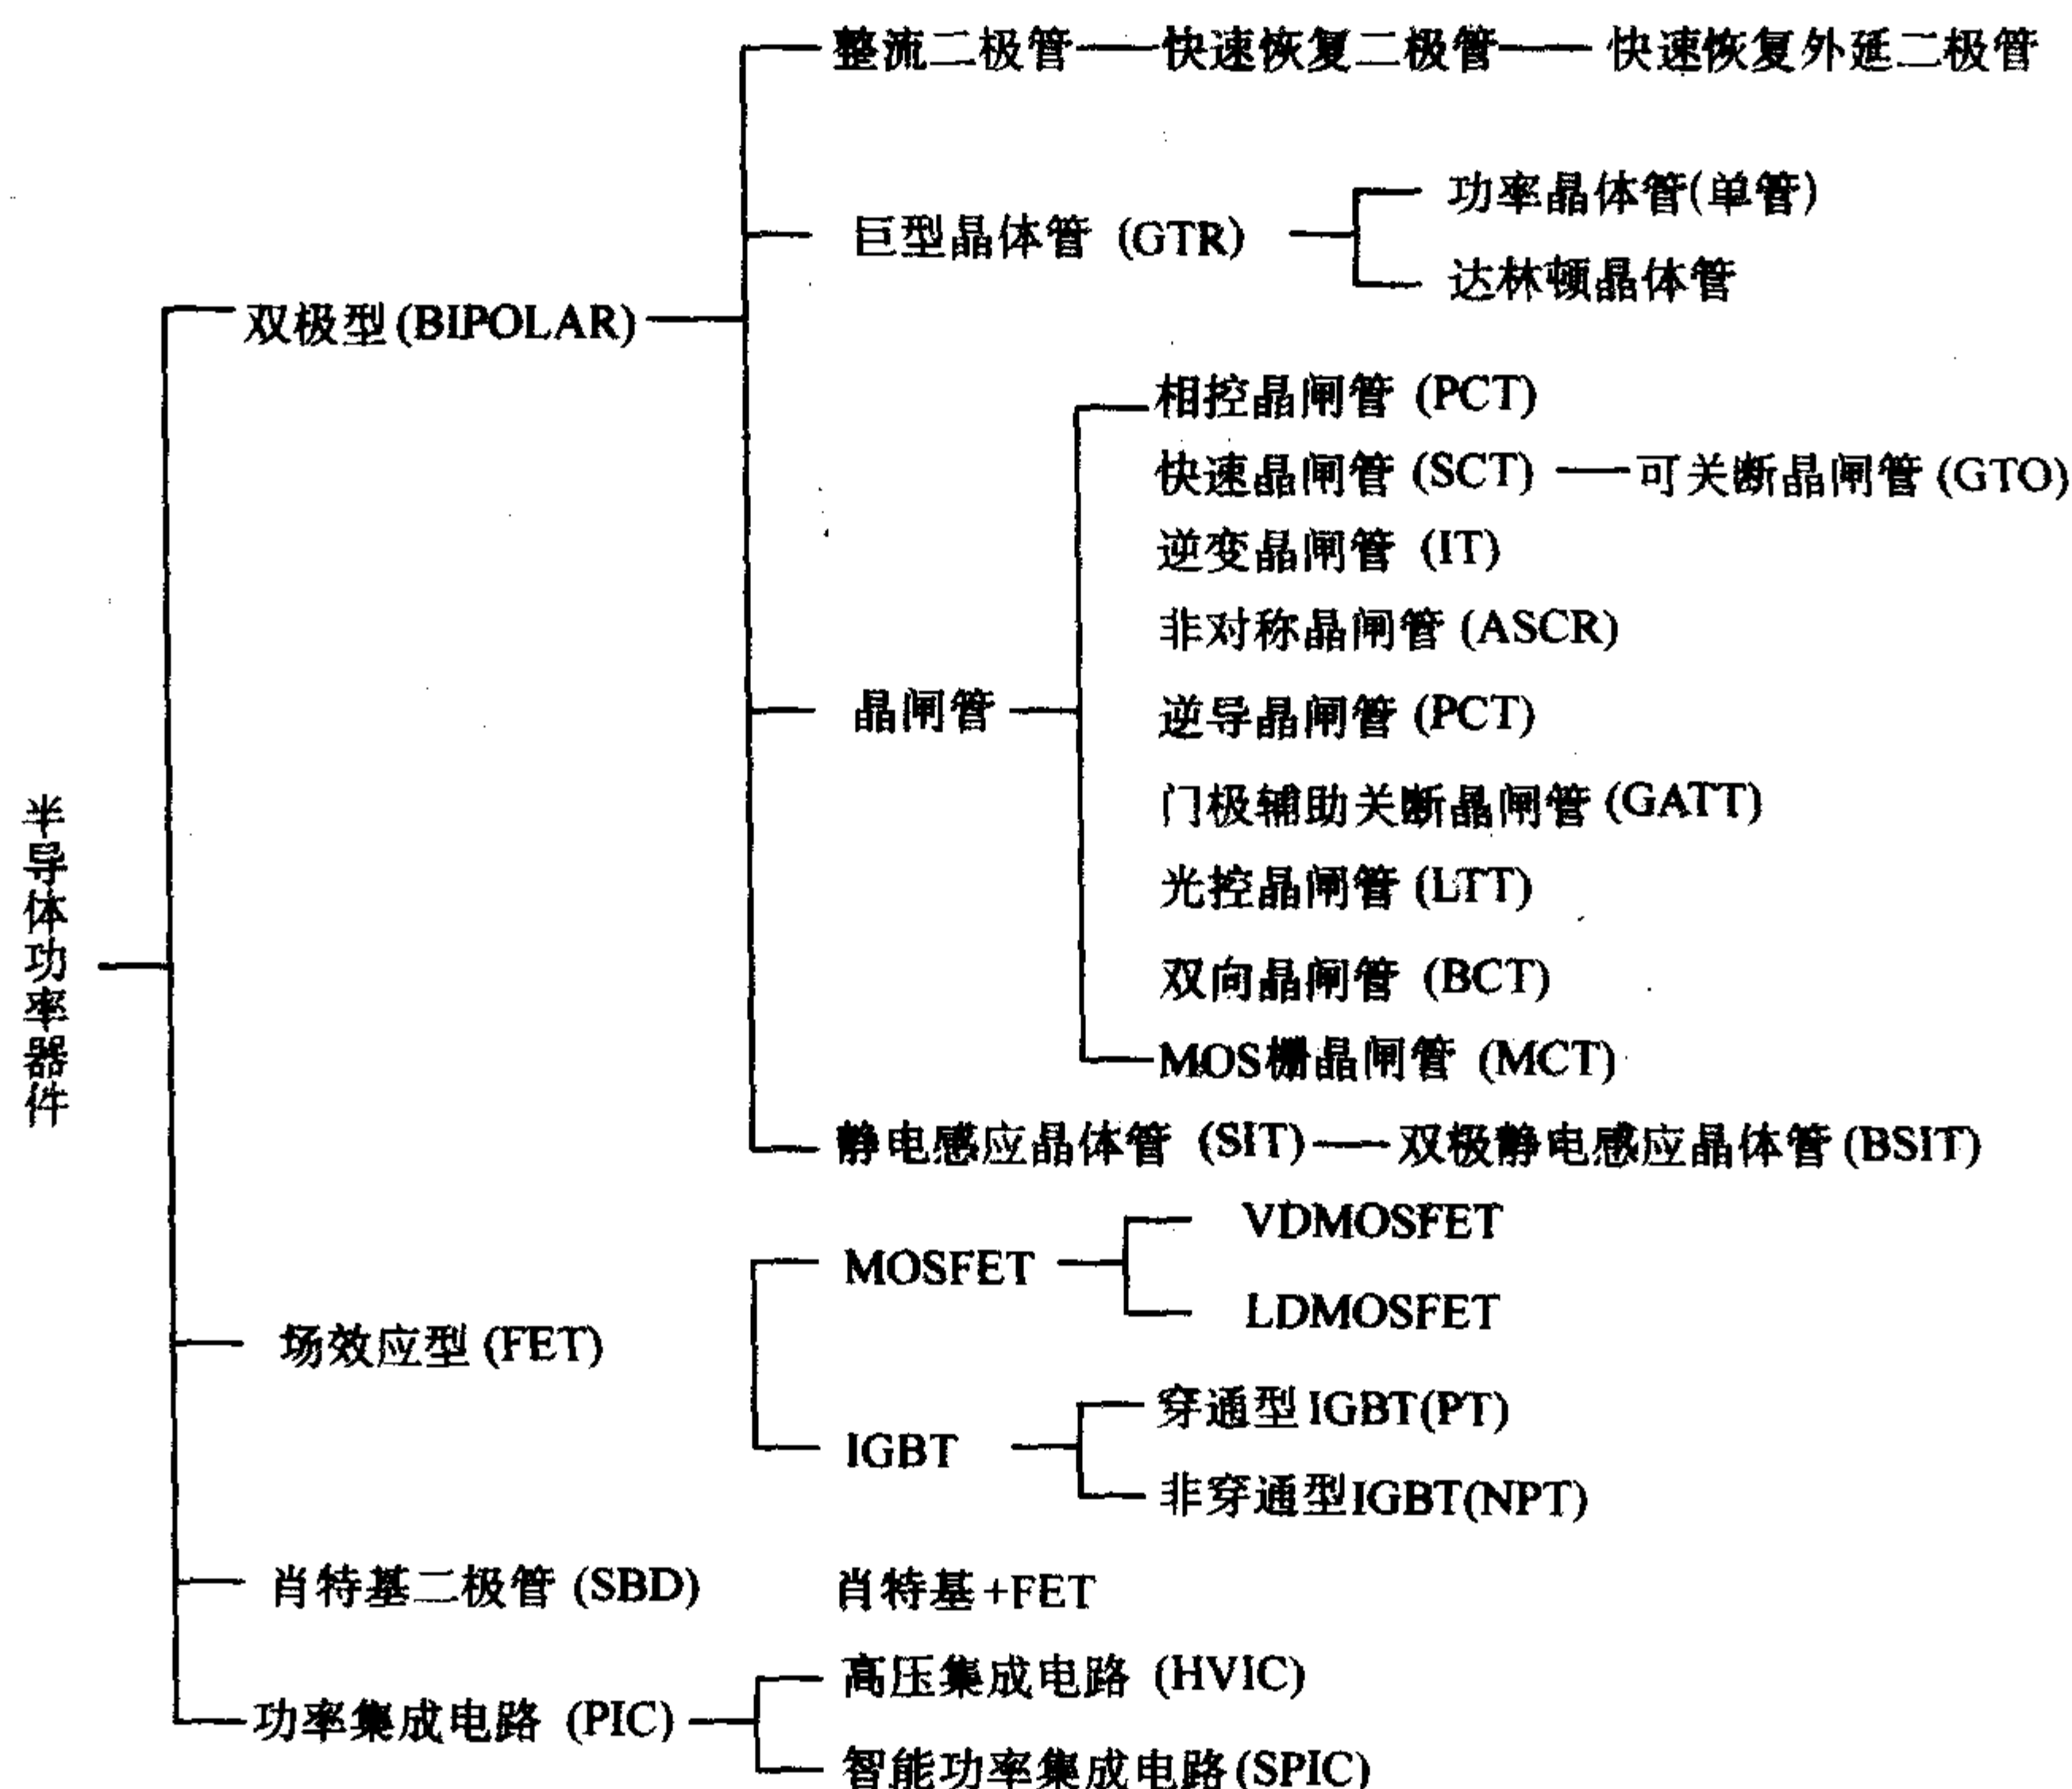 整流二极管 快速恢复二极管 快速恢复外延二极管
功率晶体管(单管)
巨型晶体管 (GTR)
达林顿晶体管
双极型(BIPOLAR)
相控晶闸管 (PCT)
快速晶闸管 (SCT) 可关断晶闸管 (GTO)
逆变晶闸管 (IT)
非对称晶闸管 (ASCR)
晶闸管
逆导晶闸管 (PCT)
门极辅助关断晶闸管 (GATT)
光控晶闸管 (LTT)
双向晶闸管 (BCT)
半导体功率器件
MOS栅晶闸管 (MCT)
静电感应晶体管 (SIT) 双极静电感应晶体管 (BSIT)
VDMOSFET
MOSFET
LDMOSFET
场效应型 (FET)
穿通型IGBT(PT)
IGBT
非穿通型IGBT(NPT)
肖特基二极管 (SBD) 肖特基+FET
高压集成电路 (HVIC)
功率集成电路 (PIC)
智能功率集成电路(SPIC)